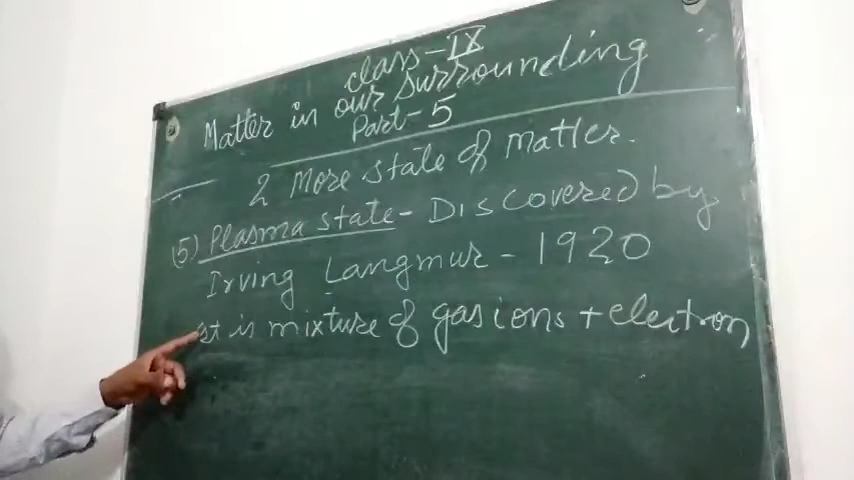 class - IX
Matter in our surrounding
Part - 5
2 More state of Matter.
(5) Plasma state - Discovered by
Irving Langmur - 1920
It is mixture of gas ions + electron